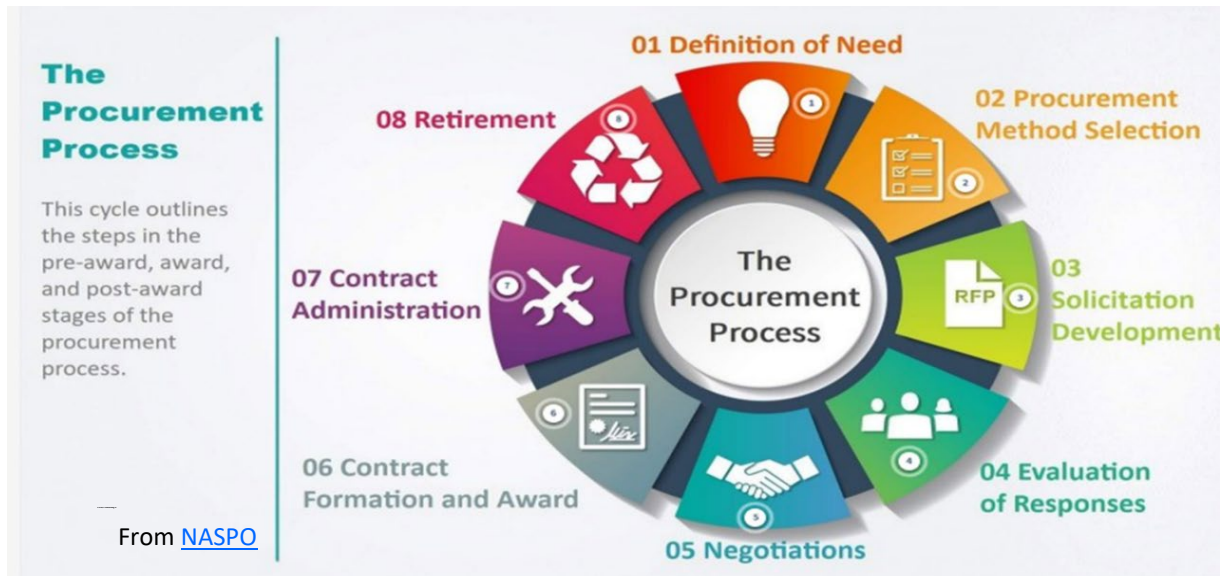 The
Procurement
Process
This cycle outlines
the steps in the
pre-award, award,
and post-award
stages of the
procurement
process.
From NASPO
01 Definition of Need
02 Procurement
Method Selection
03
Solicitation
Development
04 Evaluation
of Responses
05 Negotiations
06 Contract
Formation and Award
07 Contract
Administration
08 Retirement
The
Procurement
Process
1
2
RFP
3
4
5
6
7
8